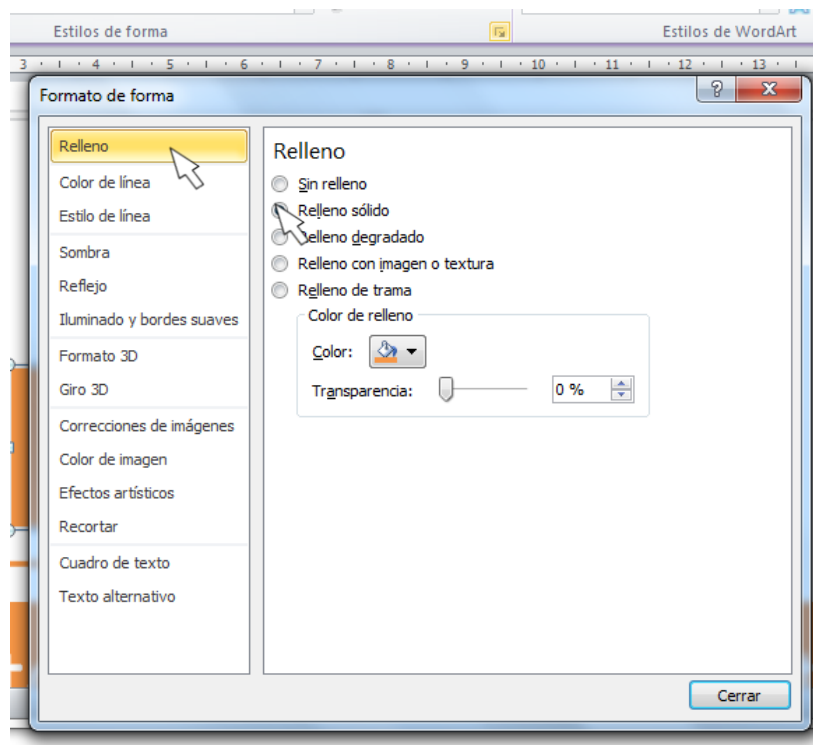 Estilos de forma
Estilos de WordArt
3 · 4 · 5 · 6 · 7 · 8 · 9 · 10 · 11 · 12 · 13
Formato de forma
Relleno
Color de línea
Estilo de línea
Sombra
Reflejo
Iluminado y bordes suaves
Formato 3D
Giro 3D
Correcciones de imágenes
Color de imagen
Efectos artísticos
Recortar
Cuadro de texto
Texto alternativo
Relleno
Sin relleno
Relleno sólido
Relleno degradado
Relleno con imagen o textura
Relleno de trama
Color de relleno
Color:
Transparencia: 0 %
Cerrar